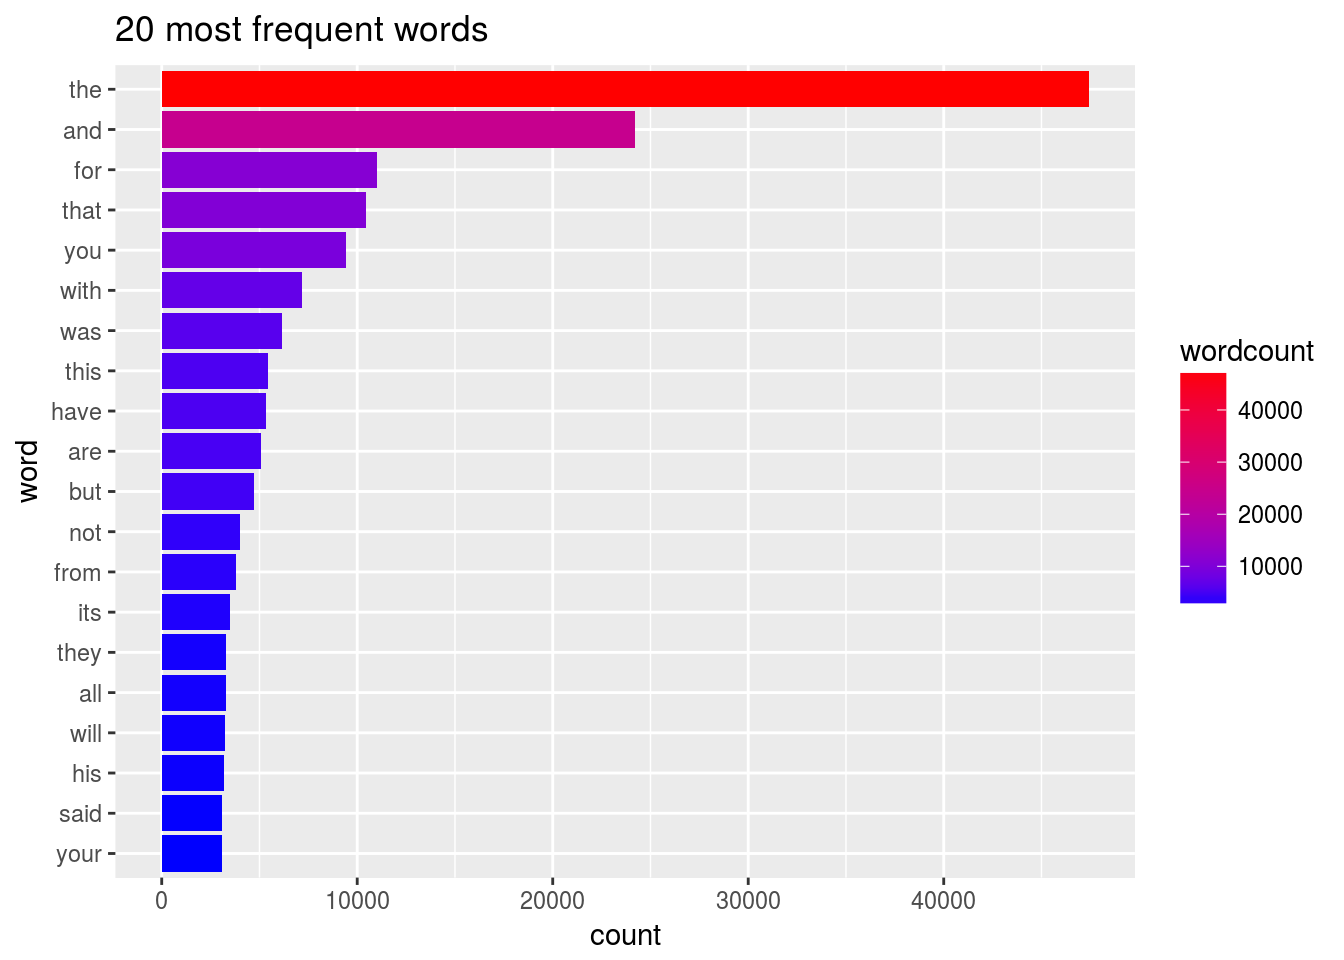 20 most frequent words
the
and
for
that
you
with
was
this
have
are
but
not
from
its
they
all
will
his
said
your
word
0 10000 20000 30000 40000
count
wordcount
40000
30000
20000
10000